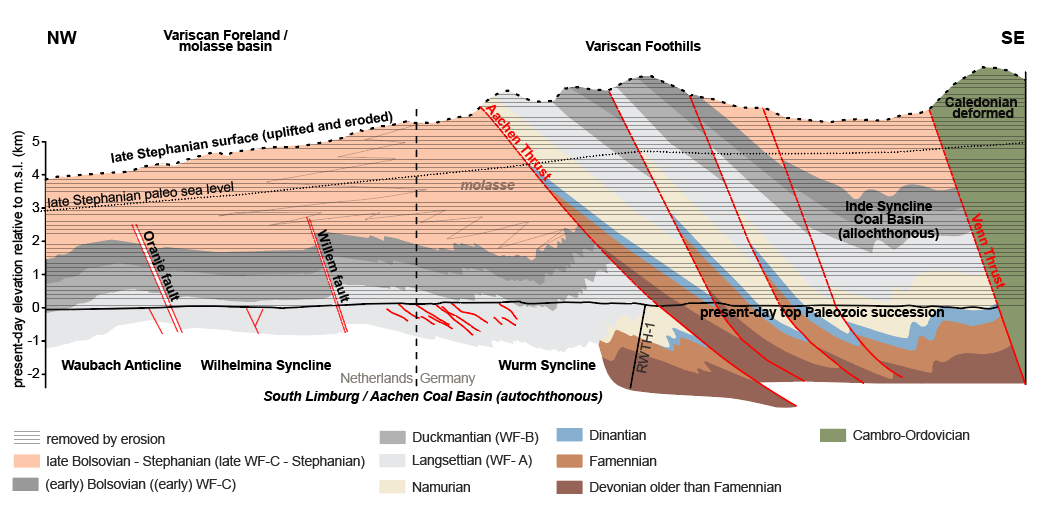 NW
Variscan Foreland /
molasse basin
Variscan Foothills
SE
Caledonian
deformed
late Stephanian surface (uplifted and eroded)
Aachen Thrust
late Stephanian paleo sea level
molasse
Inde Syncline
Coal Basin
(allochthonous)
Venn Thrust
Oranje fault
Willem fault
present-day elevation relative to m.s.l. (km)
5
4
3
2
1
0
-1
-2
present-day top Paleozoic succession
RWTH-1
Waubach Anticline
Wilhelmina Syncline
Wurm Syncline
Netherlands Germany
South Limburg / Aachen Coal Basin (autochthonous)
removed by erosion
late Bolsovian - Stephanian (late WF-C - Stephanian)
(early) Bolsovian ((early) WF-C)
Duckmantian (WF-B)
Langsettian (WF- A)
Namurian
Dinantian
Famennian
Devonian older than Famennian
Cambro-Ordovician